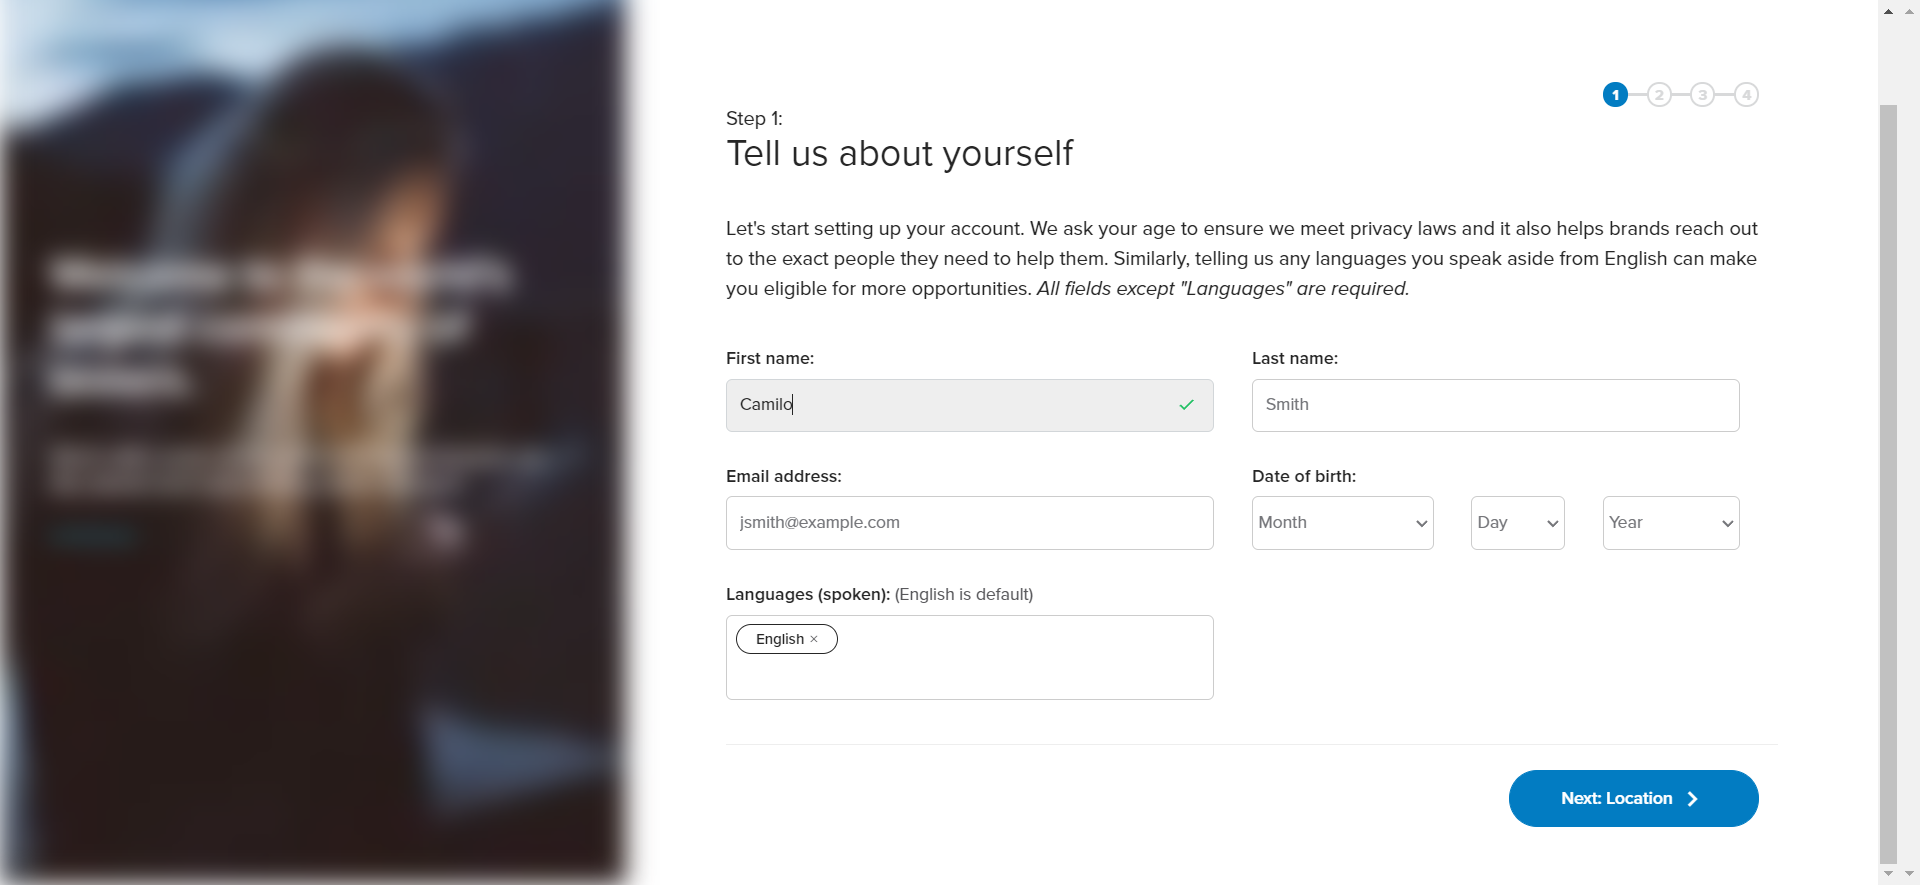 1 2 3 4
Step 1:
Tell us about yourself
Let's start setting up your account. We ask your age to ensure we meet privacy laws and it also helps brands reach out
to the exact people they need to help them. Similarly, telling us any languages you speak aside from English can make
you eligible for more opportunities. All fields except "Languages" are required.
First name:
Last name:
Camilo
Smith
Email address:
Date of birth:
jsmith@example.com
Month
Day
Year
Languages (spoken): (English is default)
English ×
Next: Location